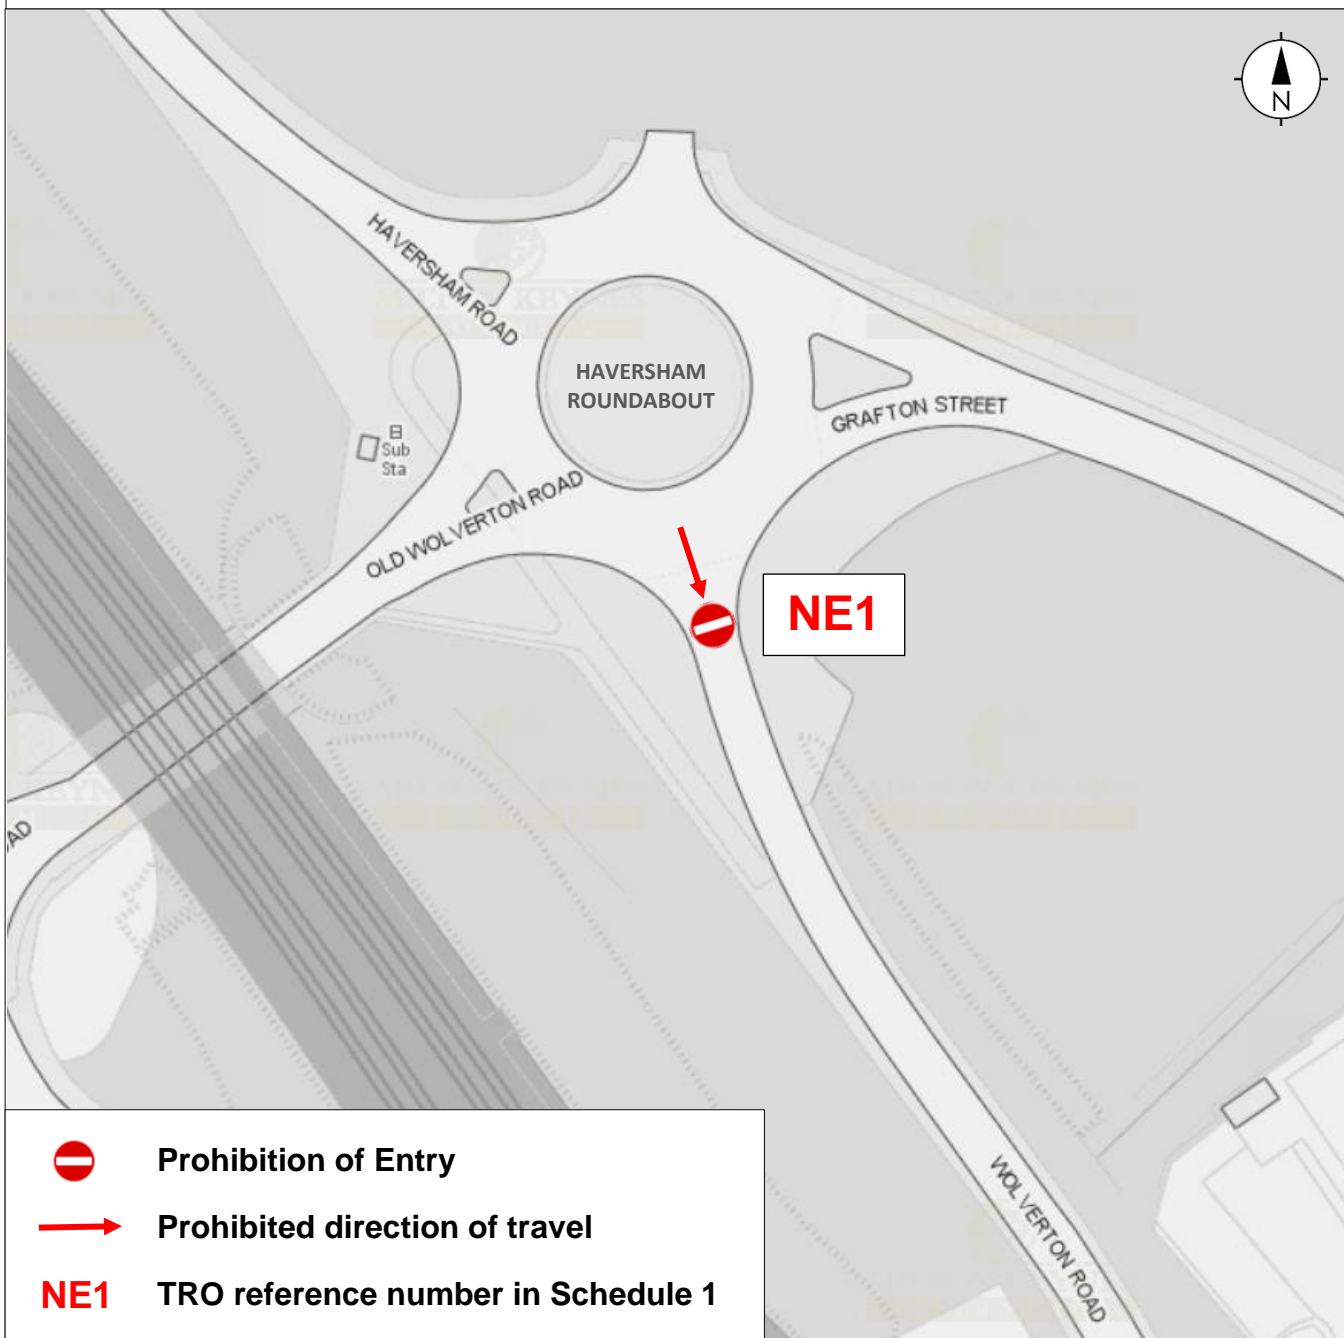 N
HAVERSHAM ROAD
HAVERSHAM
ROUNDABOUT
GRAFTON STREET
Sub
Sta
OLD WOLVERTON ROAD
NE1
WOLVERTON ROAD
Prohibition of Entry
Prohibited direction of travel
NE1 TRO reference number in Schedule 1